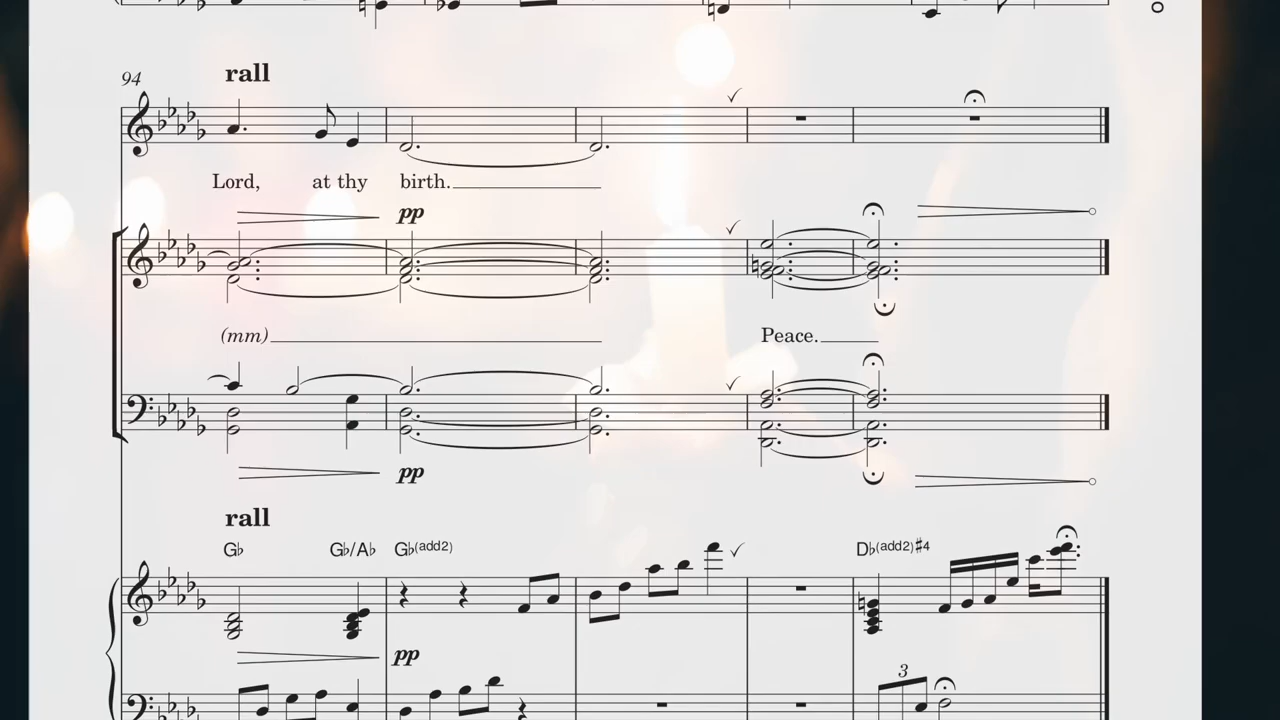 94
rall
Lord, at thy birth.
pp
(mm) Peace.
pp
rall
G♭ G♭/A♭ G♭(add2) D♭(add2)♯4
pp
3